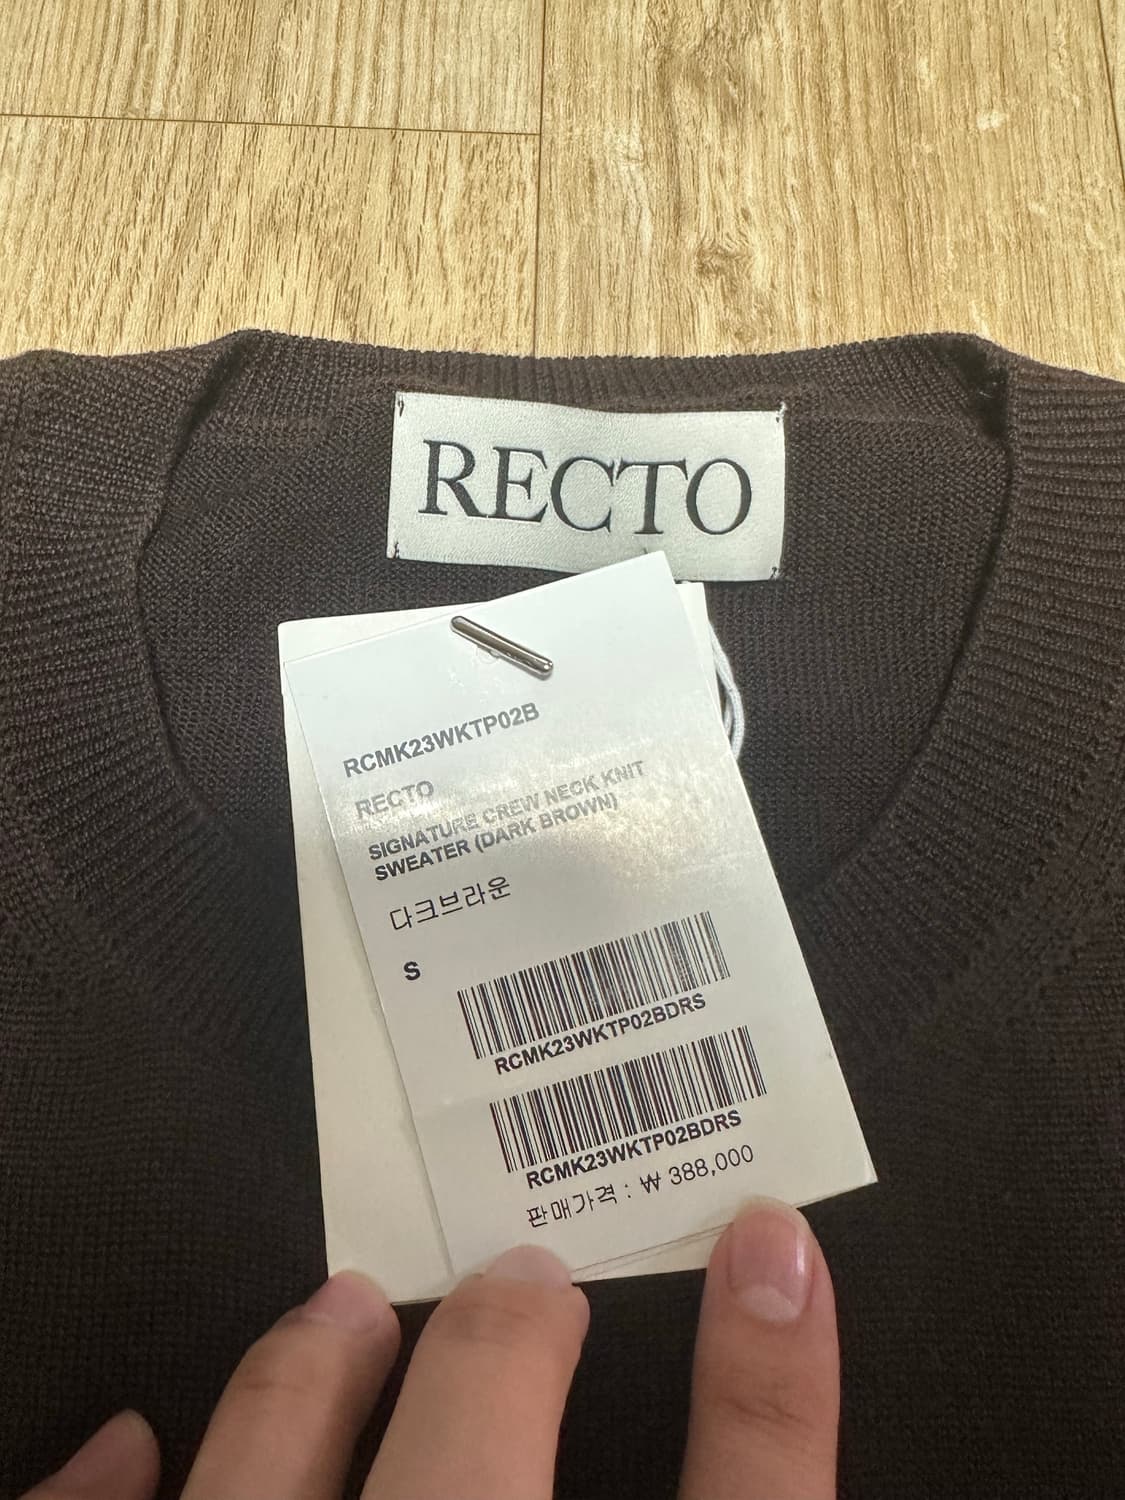 RECTO
RCMK23WKTP02B
RECTO
SIGNATURE CREW NECK KNIT
SWEATER (DARK BROWN)
다크브라운
S
RCMK23WKTP02BDRS
RCMK23WKTP02BDRS
판매가격 : ₩ 388,000